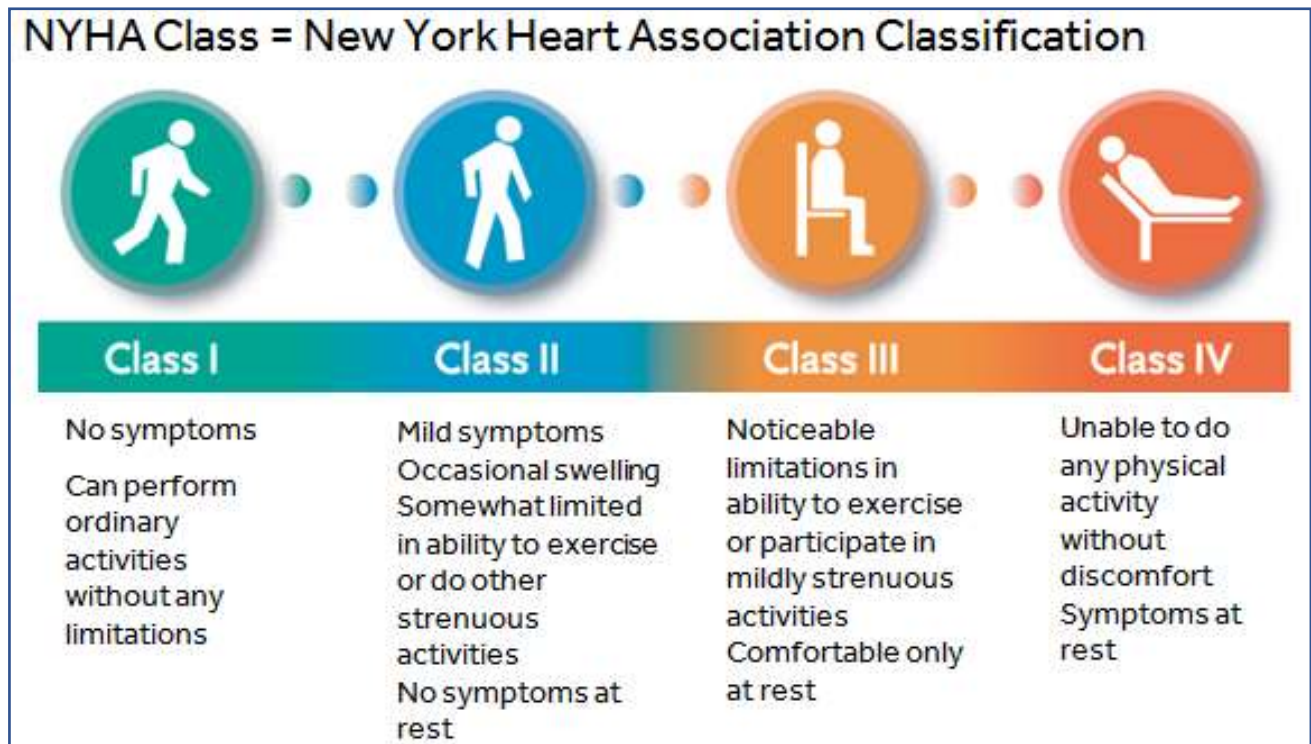 NYHA Class = New York Heart Association Classification
Class I
Class II
Class III
Class IV
No symptoms
Can perform
ordinary
activities
without any
limitations
Mild symptoms
Occasional swelling
Somewhat limited
in ability to exercise
or do other
strenuous
activities
No symptoms at
rest
Noticeable
limitations in
ability to exercise
or participate in
mildly strenuous
activities
Comfortable only
at rest
Unable to do
any physical
activity
without
discomfort
Symptoms at
rest